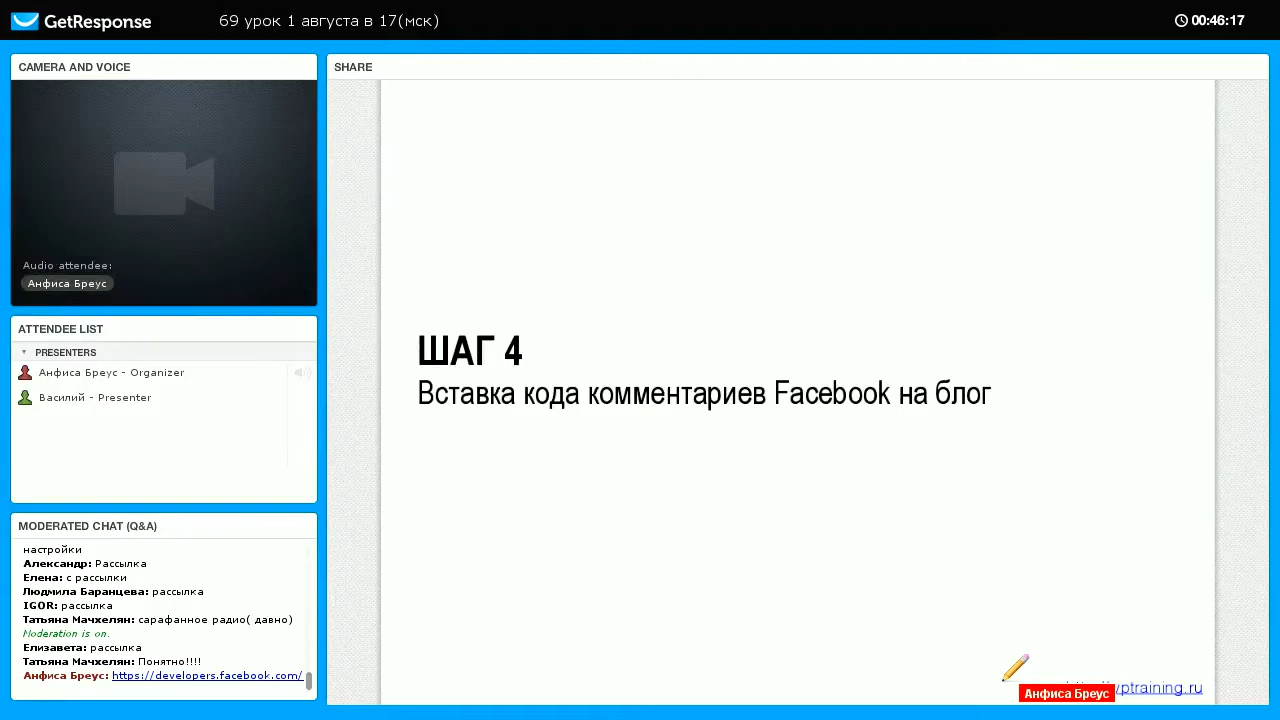 GetResponse
69 урок 1 августа в 17(мск)
00:46:17
CAMERA AND VOICE
Audio attendee:
Анфиса Бреус
ATTENDEE LIST
PRESENTERS
Анфиса Бреус - Organizer
Василий - Presenter
MODERATED CHAT (Q&A)
настройки
Александр: Рассылка
Елена: с рассылки
Людмила Баранцева: рассылка
IGOR: рассылка
Татьяна Мачхелян: сарафанное радио( давно)
Moderation is on.
Елизавета: рассылка
Татьяна Мачхелян: Понятно!!!!
Анфиса Бреус: https://developers.facebook.com/
SHARE
ШАГ 4
Вставка кода комментариев Facebook на блог
vptraining.ru
Анфиса Бреус